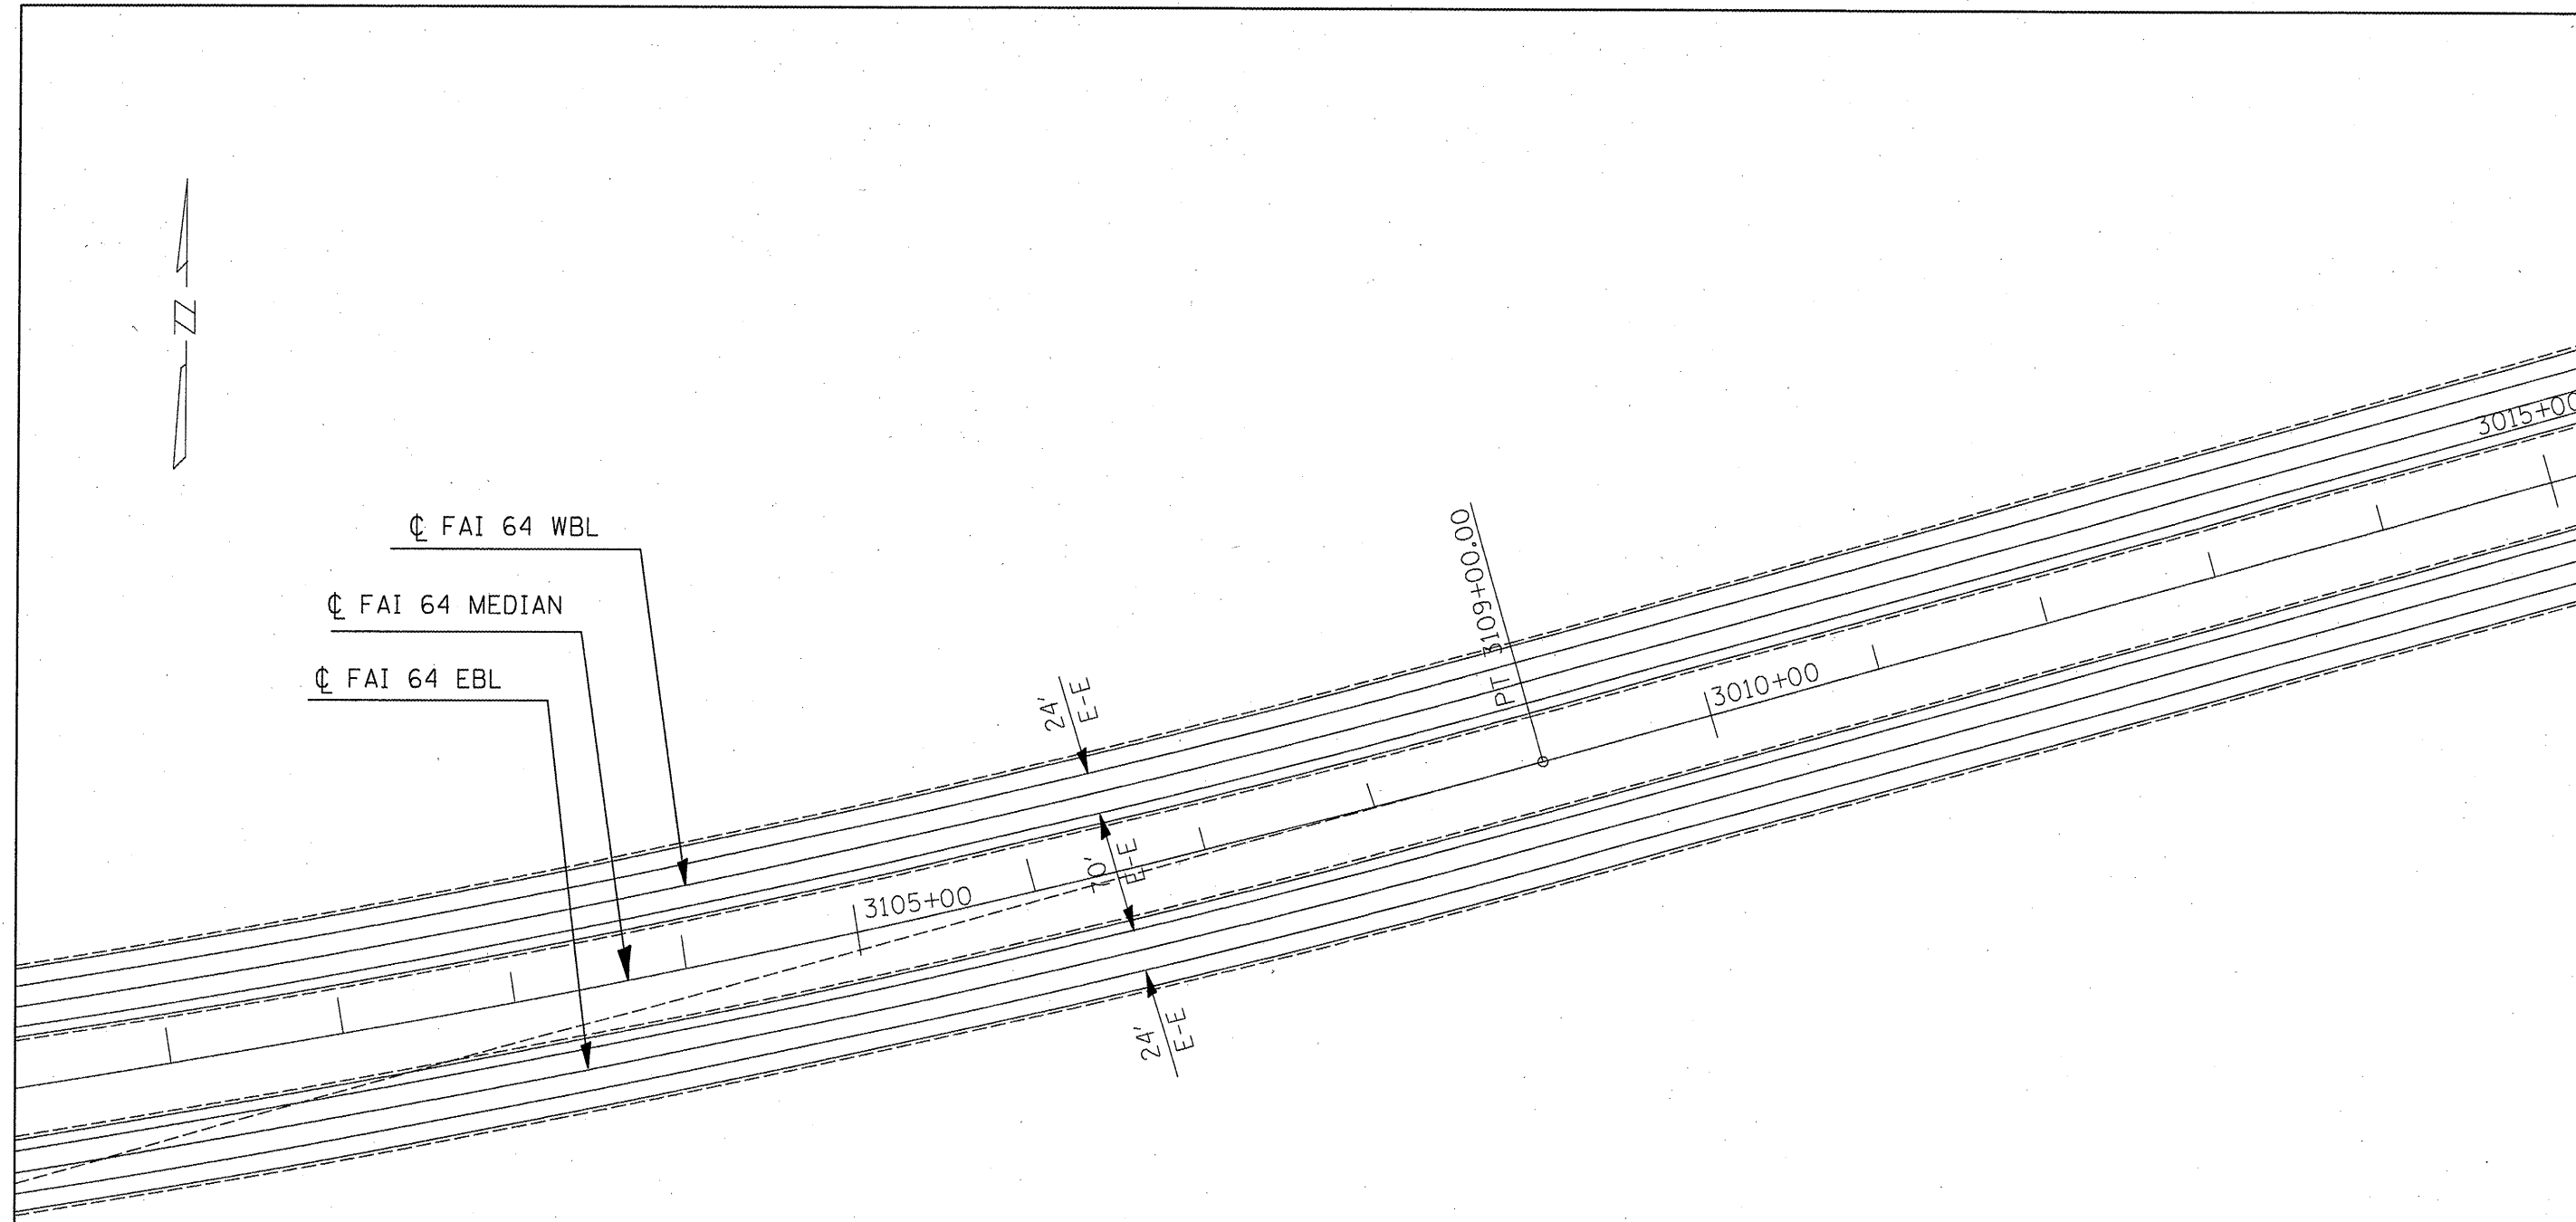 N
3015+00
℄ FAI 64 WBL
PT 3109+00.00
℄ FAI 64 MEDIAN
℄ FAI 64 EBL
24'
E-E
3010+00
70'
E-E
3105+00
24'
E-E